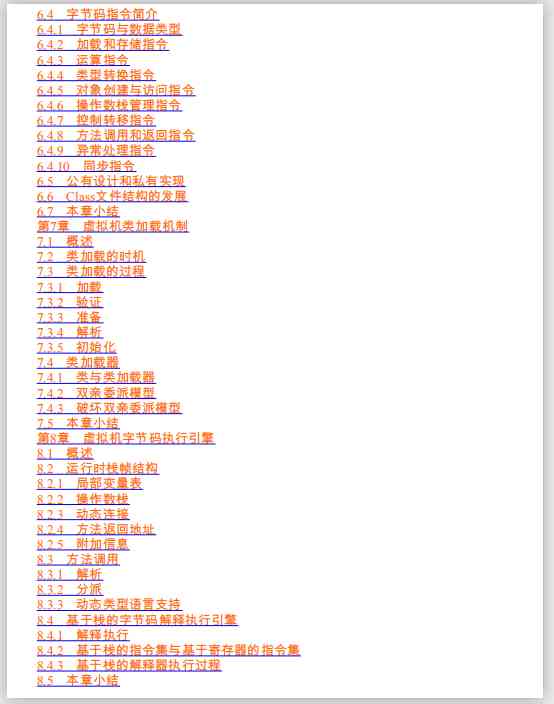 6.4 字节码指令简介
6.4.1 字节码与数据类型
6.4.2 加载和存储指令
6.4.3 运算指令
6.4.4 类型转换指令
6.4.5 对象创建与访问指令
6.4.6 操作数栈管理指令
6.4.7 控制转移指令
6.4.8 方法调用和返回指令
6.4.9 异常处理指令
6.4.10 同步指令
6.5 公有设计和私有实现
6.6 Class文件结构的发展
6.7 本章小结
第7章 虚拟机类加载机制
7.1 概述
7.2 类加载的时机
7.3 类加载的过程
7.3.1 加载
7.3.2 验证
7.3.3 准备
7.3.4 解析
7.3.5 初始化
7.4 类加载器
7.4.1 类与类加载器
7.4.2 双亲委派模型
7.4.3 破坏双亲委派模型
7.5 本章小结
第8章 虚拟机字节码执行引擎
8.1 概述
8.2 运行时栈帧结构
8.2.1 局部变量表
8.2.2 操作数栈
8.2.3 动态连接
8.2.4 方法返回地址
8.2.5 附加信息
8.3 方法调用
8.3.1 解析
8.3.2 分派
8.3.3 动态类型语言支持
8.4 基于栈的字节码解释执行引擎
8.4.1 解释执行
8.4.2 基于栈的指令集与基于寄存器的指令集
8.4.3 基于栈的解释器执行过程
8.5 本章小结